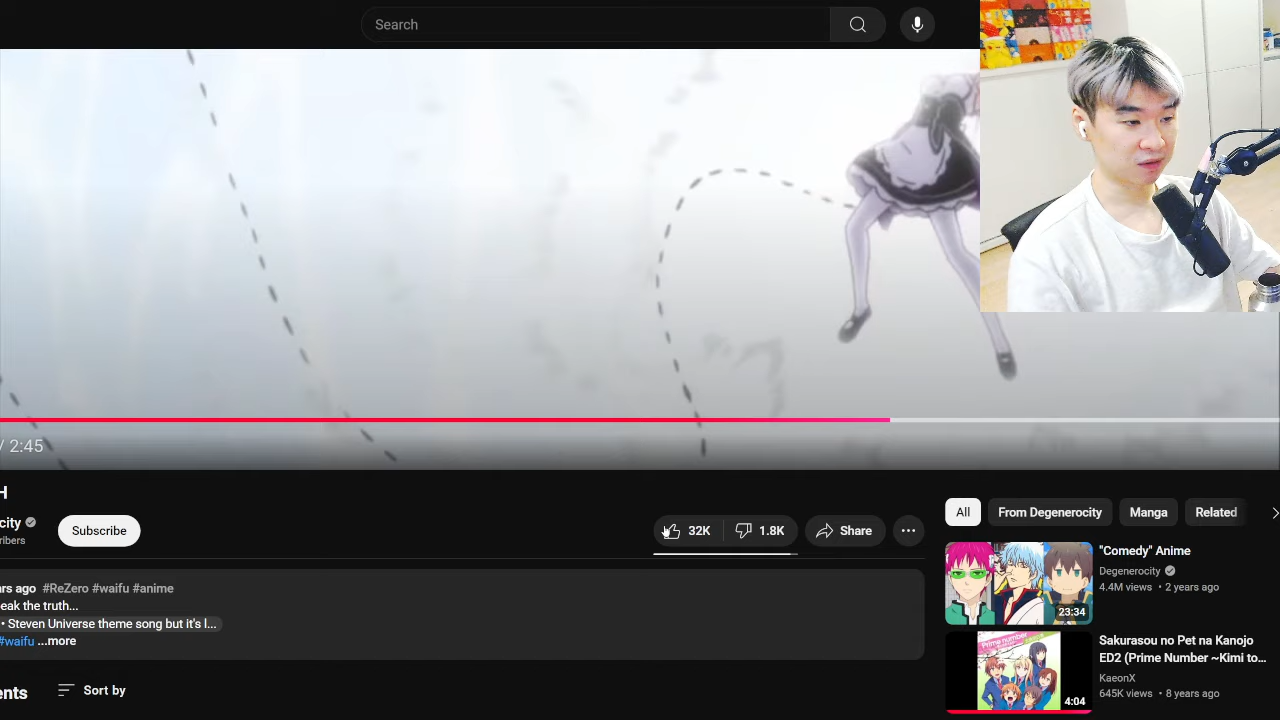 Search
/ 2:45
H
city
Subscribe
ribers
32K
1.8K
Share
...
rs ago #ReZero #waifu #anime
eak the truth...
• Steven Universe theme song but it's l...
#waifu ...more
ents
Sort by
All
From Degenerocity
Manga
Related
"Comedy" Anime
Degenerocity
4.4M views • 2 years ago
23:34
Sakurasou no Pet na Kanojo
ED2 (Prime Number ~Kimi to...
KaeonX
645K views • 8 years ago
Prime number
4:04